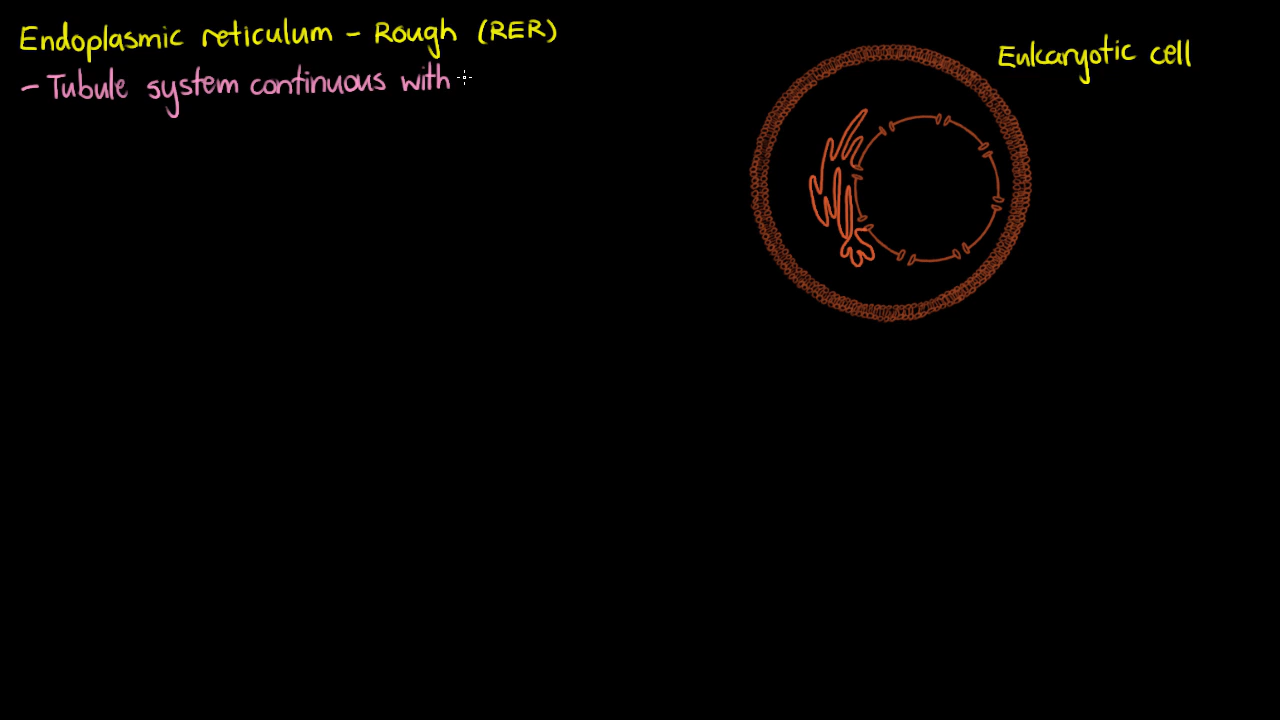 Endoplasmic reticulum - Rough (RER)
- Tubule system continuous with
Eukaryotic cell